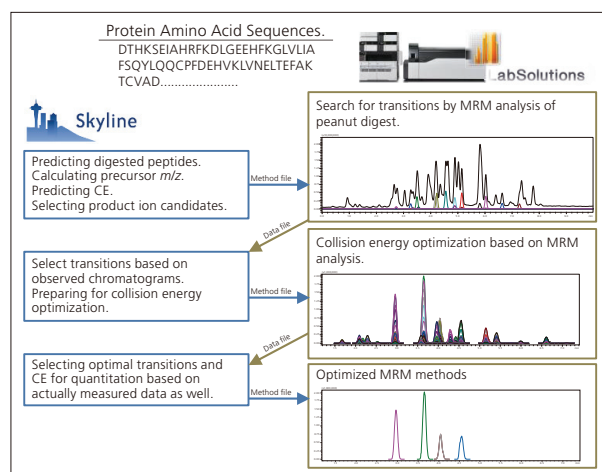 Protein Amino Acid Sequences.
DTHKSEIAHRFKDLGEEHFKGLVLIA
FSQYLQQCPFDEHVKLVNELTEFAK
TCVAD......................
LabSolutions
Skyline
Search for transitions by MRM analysis of
peanut digest.
Predicting digested peptides.
Calculating precursor m/z.
Predicting CE.
Selecting product ion candidates.
Method file
Data file
Collision energy optimization based on MRM
analysis.
Select transitions based on
observed chromatograms.
Preparing for collision energy
optimization.
Method file
Data file
Selecting optimal transitions and
CE for quantitation based on
actually measured data as well.
Method file
Optimized MRM methods